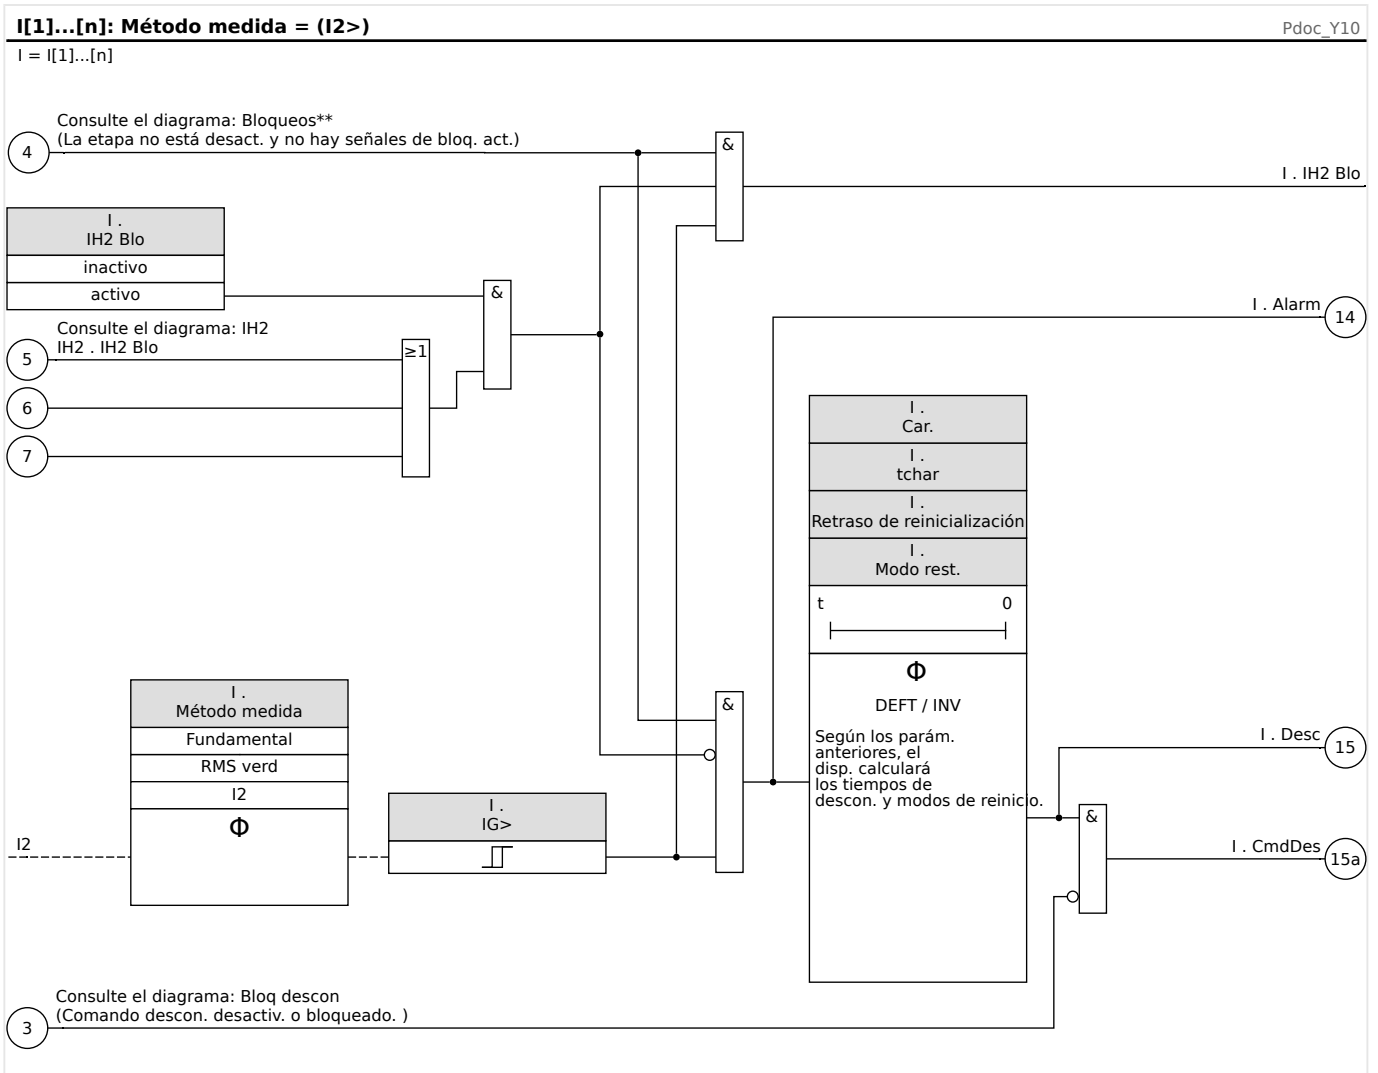 I[1]...[n]: Método medida = (I2>)
Pdoc_Y10
I = I[1]...[n]
Consulte el diagrama: Bloqueos**
(La etapa no está desact. y no hay señales de bloq. act.)
4
&
I . IH2 Blo
I .
IH2 Blo
inactivo
activo
&
I . Alarm
14
Consulte el diagrama: IH2
IH2 . IH2 Blo
5
≥1
6
7
I .
Car.
I .
tchar
I .
Retraso de reinicialización
I .
Modo rest.
t 0
Φ
DEFT / INV
Según los parám.
anteriores, el
disp. calculará
los tiempos de
descon. y modos de reinicio.
I .
Método medida
Fundamental
RMS verd
I2
Φ
I2
I .
IG>
&
I . Desc
15
&
I . CmdDes
15a
Consulte el diagrama: Bloq descon
(Comando descon. desactiv. o bloqueado. )
3